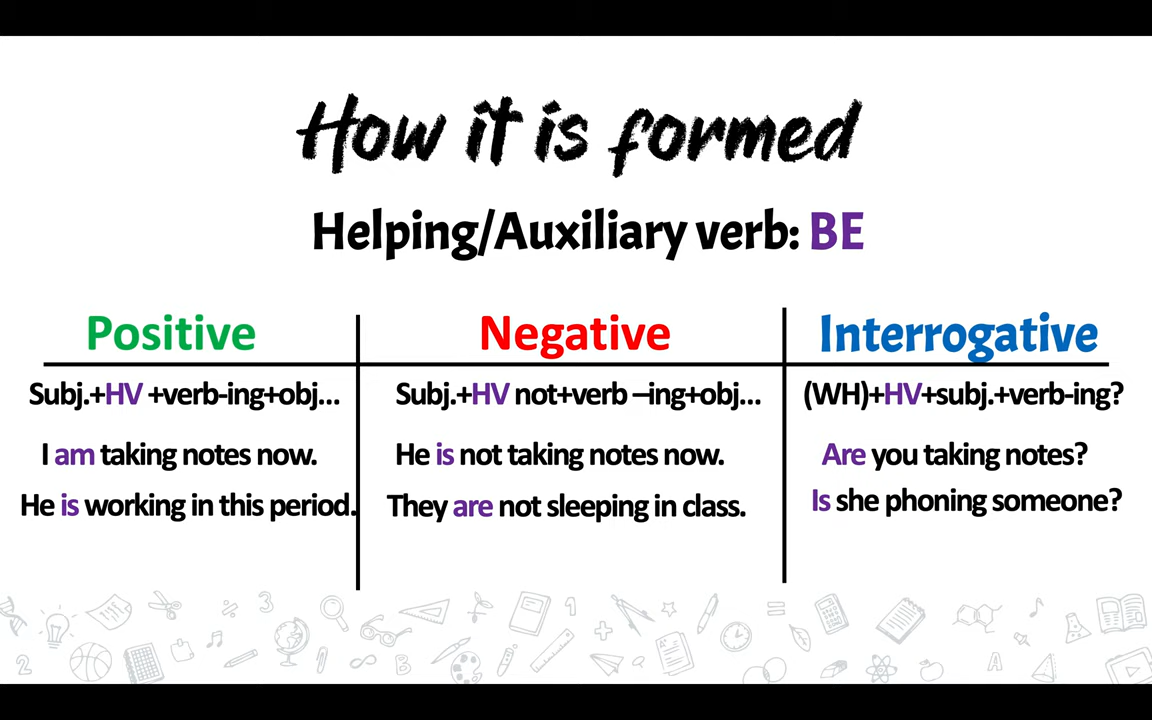 How it is formed
Helping/Auxiliary verb: BE
Positive
Subj.+HV +verb-ing+obj...
I am taking notes now.
He is working in this period.
Negative
Subj.+HV not+verb –ing+obj...
He is not taking notes now.
They are not sleeping in class.
Interrogative
(WH)+HV+subj.+verb-ing?
Are you taking notes?
Is she phoning someone?
3
1
2
B
A